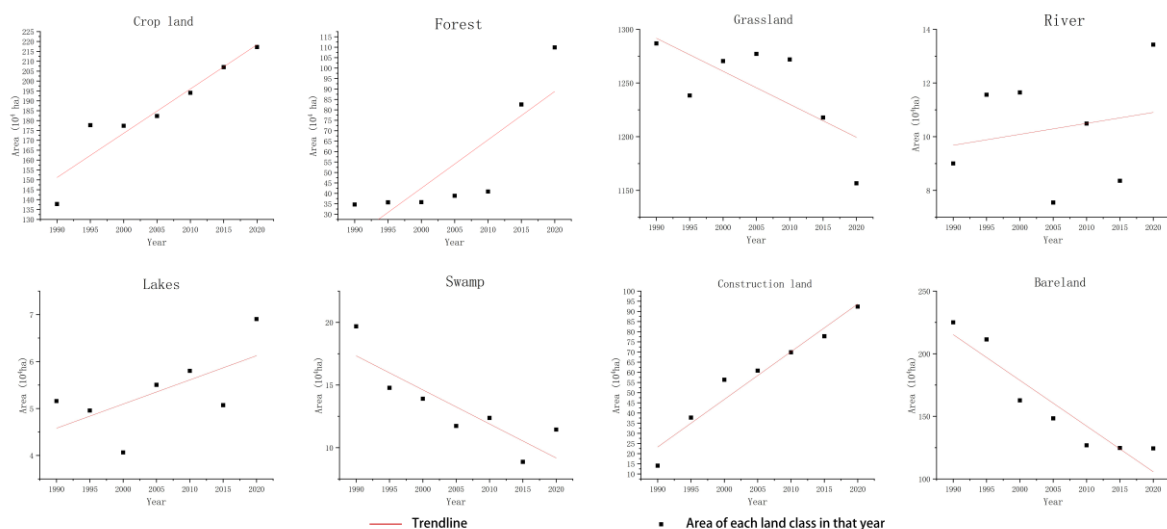 Crop land
225
220
215
210
205
200
195
190
185
180
175
170
165
160
155
150
145
140
135
130
Area (10⁴ ha)
1990 1995 2000 2005 2010 2015 2020
Year
Forest
115
110
105
100
95
90
85
80
75
70
65
60
55
50
45
40
35
30
Area (10⁴ ha)
1990 1995 2000 2005 2010 2015 2020
Year
Grassland
1300
1250
1200
1150
Area (10⁴ ha)
1990 1995 2000 2005 2010 2015 2020
Year
River
14
12
10
8
Area (10⁴ha)
1990 1995 2000 2005 2010 2015 2020
Year
Lakes
7
6
5
4
Area (10⁴ha)
1990 1995 2000 2005 2010 2015 2020
Year
Swamp
20
15
10
Area (10⁴ha)
1990 1995 2000 2005 2010 2015 2020
Year
Construction land
100
95
90
85
80
75
70
65
60
55
50
45
40
35
30
25
20
15
10
Area (10⁴ha)
1990 1995 2000 2005 2010 2015 2020
Year
Bareland
250
200
150
100
Area (10⁴ha)
1990 1995 2000 2005 2010 2015 2020
Year
Trendline
Area of each land class in that year